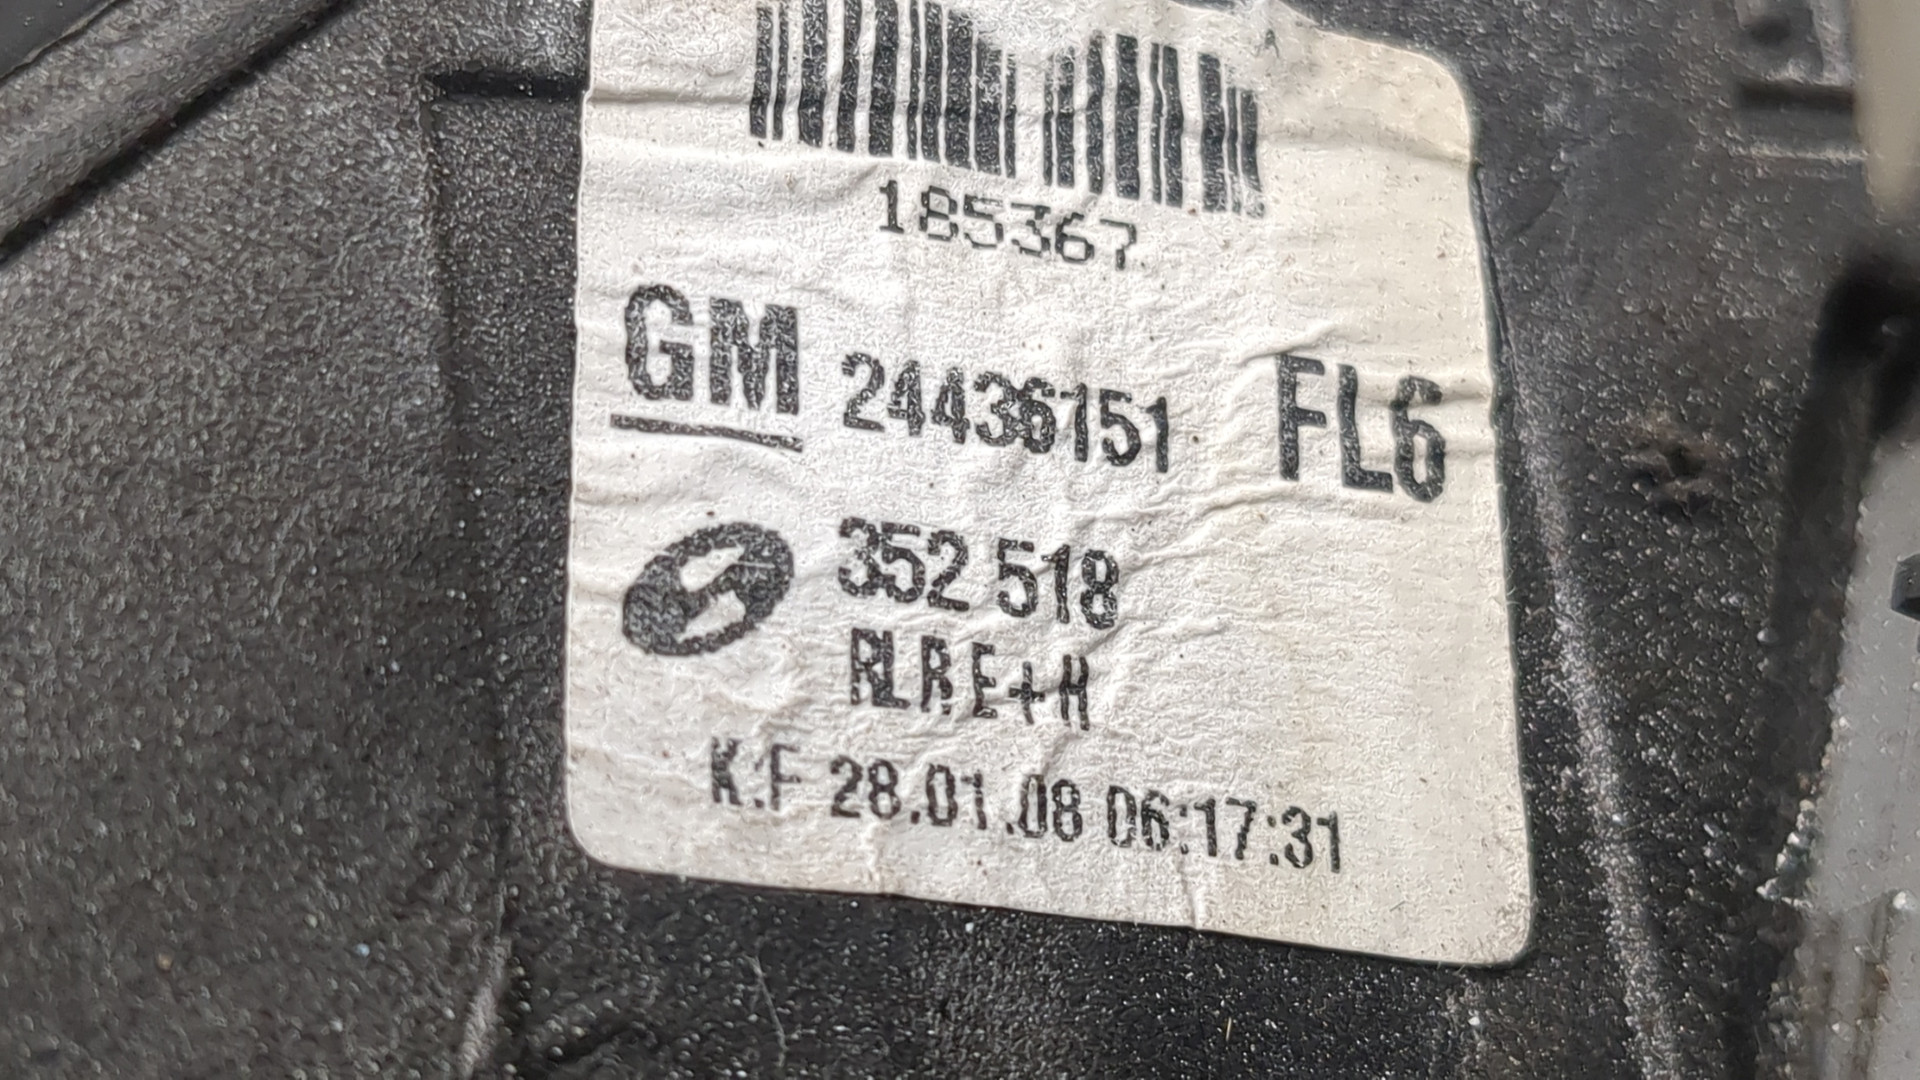 185367
GM 24436151 FL6
352 518
RLR E+H
K.F 28.01.08 06:17:31